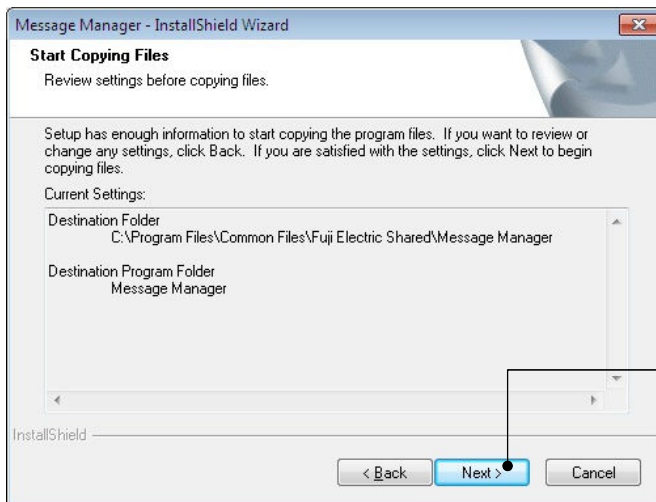 Message Manager - InstallShield Wizard
Start Copying Files
Review settings before copying files.
Setup has enough information to start copying the program files. If you want to review or
change any settings, click Back. If you are satisfied with the settings, click Next to begin
copying files.
Current Settings:
Destination Folder
C:\Program Files\Common Files\Fuji Electric Shared\Message Manager
Destination Program Folder
Message Manager
InstallShield
< Back Next > Cancel